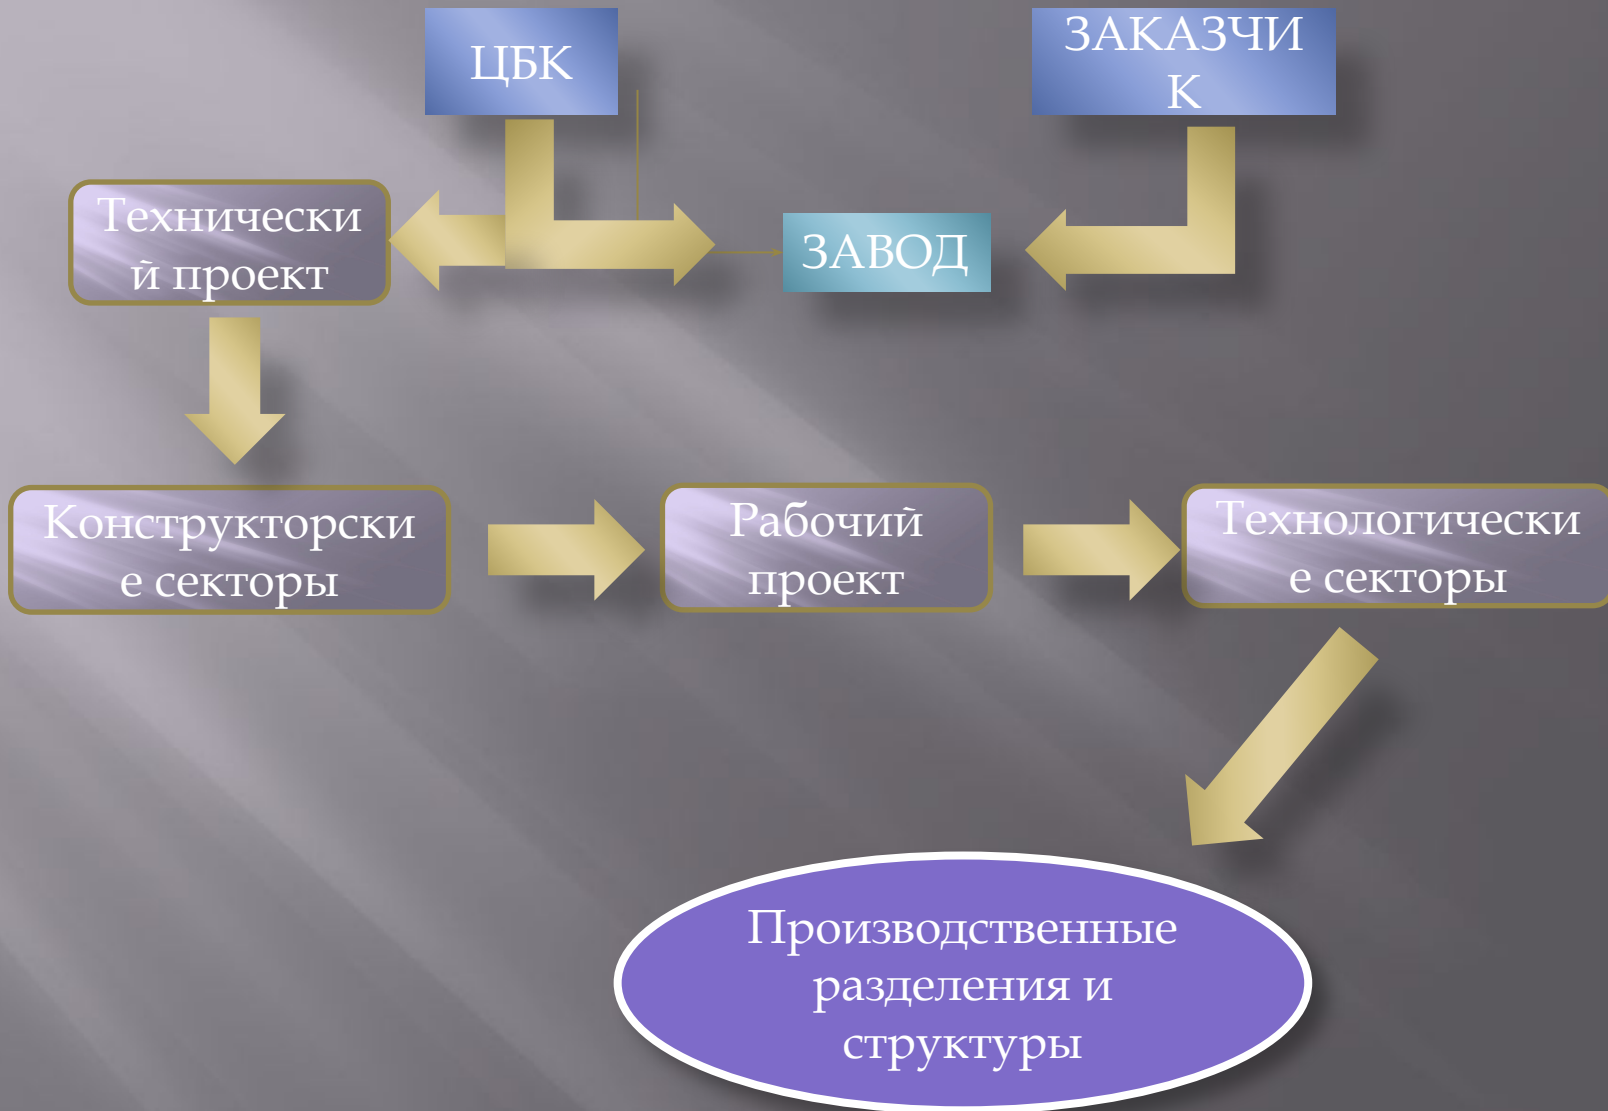 ЦБК
ЗАКАЗЧИ
К
Технически
й проект
ЗАВОД
Конструкторски
е секторы
Рабочий
проект
Технологически
е секторы
Производственные
разделения и
структуры